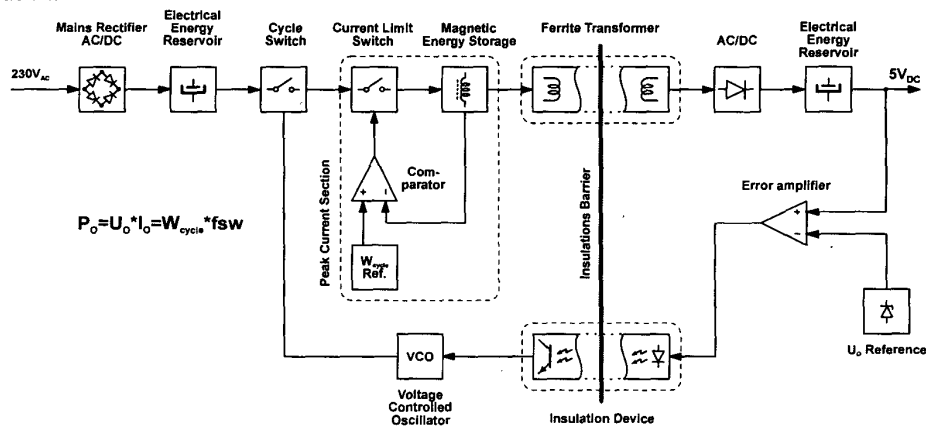 Mains Rectifier
AC/DC
Electrical
Energy
Reservoir
Cycle
Switch
Current Limit
Switch
Magnetic
Energy Storage
Ferrite Transformer
AC/DC
Electrical
Energy
Reservoir
230VAC
5VDC
+ -
Com-
parator
Wcycle
Ref.
Peak Current Section
Insulations Barrier
Error amplifier
+
-
Po=Uo*Io=Wcycle*fsw
Uo Reference
VCO
Voltage
Controlled
Oscillator
Insulation Device